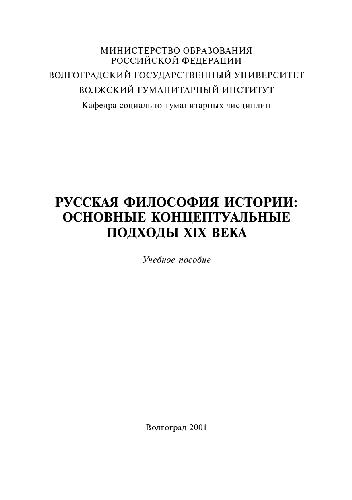 МИНИСТЕРСТВО ОБРАЗОВАНИЯ
РОССИЙСКОЙ ФЕДЕРАЦИИ
ВОЛГОГРАДСКИЙ ГОСУДАРСТВЕННЫЙ УНИВЕРСИТЕТ
ВОЛЖСКИЙ ГУМАНИТАРНЫЙ ИНСТИТУТ
Кафедра социально-гуманитарных дисциплин
РУССКАЯ ФИЛОСОФИЯ ИСТОРИИ:
ОСНОВНЫЕ КОНЦЕПТУАЛЬНЫЕ
ПОДХОДЫ XIX ВЕКА
Учебное пособие
Волгоград 2001